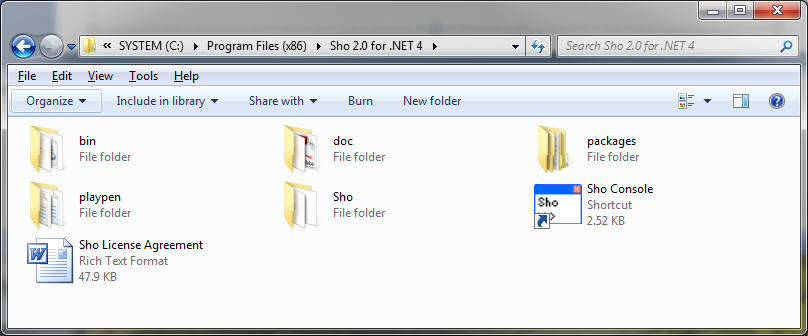 « SYSTEM (C:) ▸ Program Files (x86) ▸ Sho 2.0 for .NET 4 ▸
Search Sho 2.0 for .NET 4
File Edit View Tools Help
Organize Include in library Share with Burn New folder
bin
File folder
doc
File folder
packages
File folder
playpen
File folder
Sho
File folder
Sho
Sho Console
Shortcut
2.52 KB
Sho License Agreement
Rich Text Format
47.9 KB